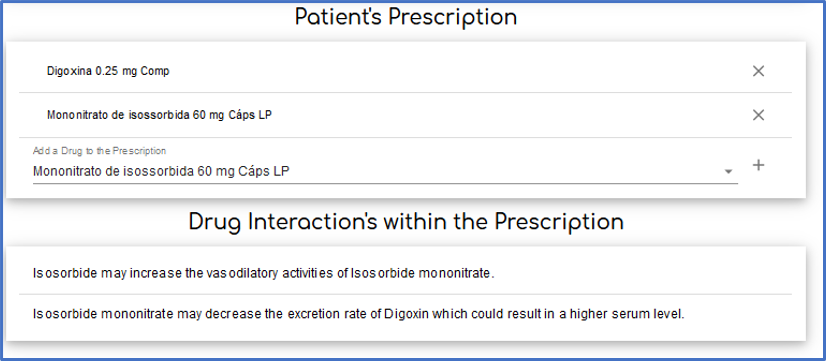 Patient's Prescription
Digoxina 0.25 mg Comp
Mononitrato de isossorbida 60 mg Cáps LP
Add a Drug to the Prescription
Mononitrato de isossorbida 60 mg Cáps LP
Drug Interaction's within the Prescription
Isosorbide may increase the vasodilatory activities of Isosorbide mononitrate.
Isosorbide mononitrate may decrease the excretion rate of Digoxin which could result in a higher serum level.